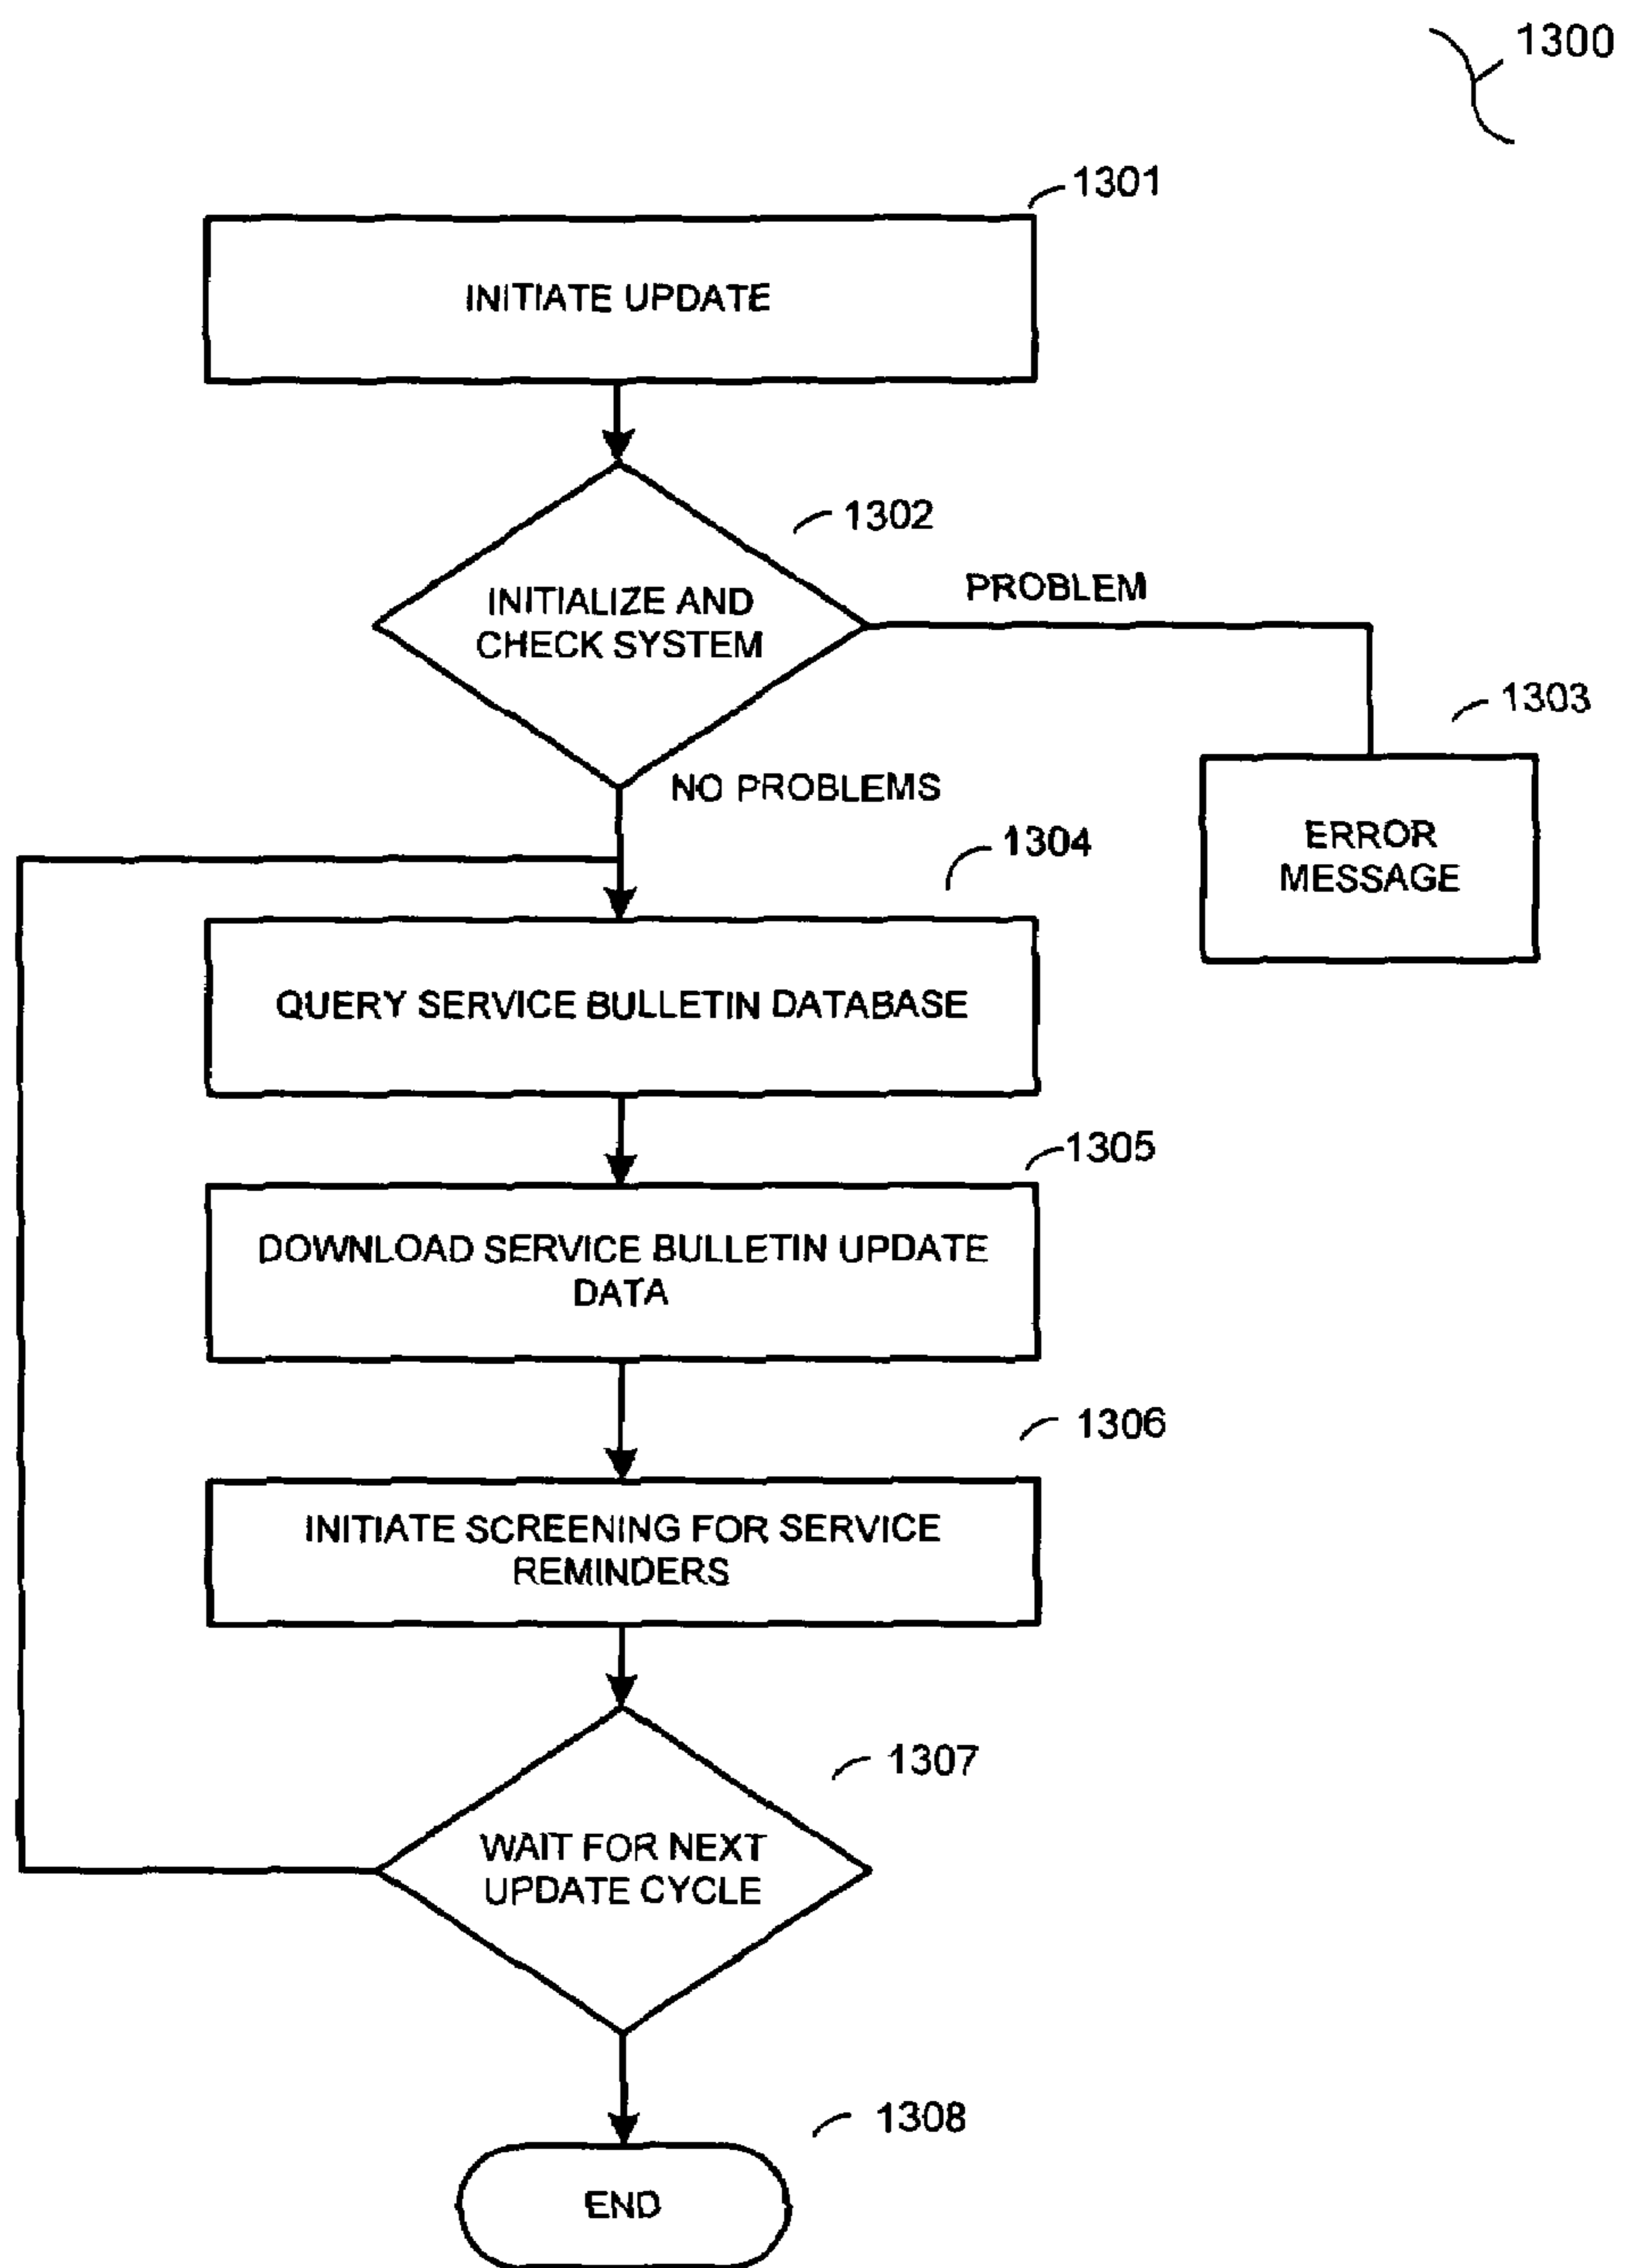 1300
1301
INITIATE UPDATE
1302
INITIALIZE AND
CHECK SYSTEM
PROBLEM
1303
ERROR
MESSAGE
NO PROBLEMS
1304
QUERY SERVICE BULLETIN DATABASE
1305
DOWNLOAD SERVICE BULLETIN UPDATE
DATA
1306
INITIATE SCREENING FOR SERVICE
REMINDERS
1307
WAIT FOR NEXT
UPDATE CYCLE
1308
END